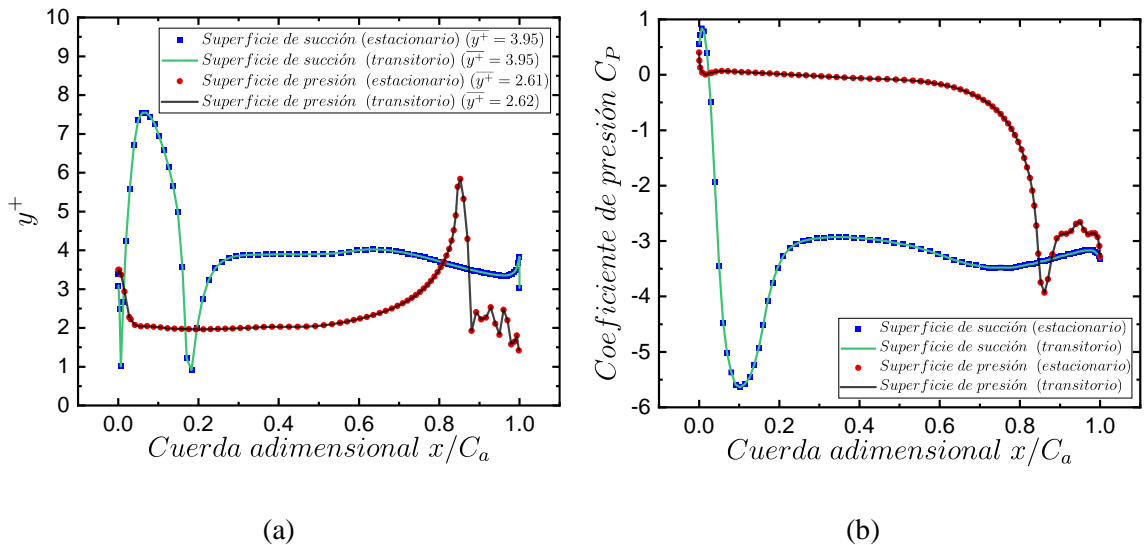 10
9
8
7
6
5
4
3
2
1
0
y⁺
Superficie de succión (estacionario) (y⁺ = 3.95)
Superficie de succión (transitorio) (y⁺ = 3.95)
Superficie de presión (estacionario) (y⁺ = 2.61)
Superficie de presión (transitorio) (y⁺ = 2.62)
0.0 0.2 0.4 0.6 0.8 1.0
Cuerda adimensional x/Cₐ
(a)
1
0
-1
-2
-3
-4
-5
-6
Coeficiente de presión C_P
Superficie de succión (estacionario)
Superficie de succión (transitorio)
Superficie de presión (estacionario)
Superficie de presión (transitorio)
0.0 0.2 0.4 0.6 0.8 1.0
Cuerda adimensional x/Cₐ
(b)